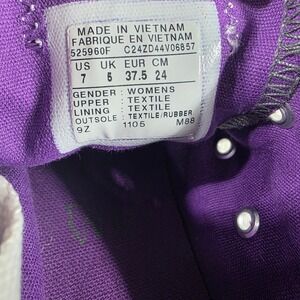 MADE IN VIETNAM
FABRIQUE EN VIETNAM
525960F C24ZD44V06857
US UK EUR CM
7 5 37.5 24
GENDER : WOMENS
UPPER : TEXTILE
LINING : TEXTILE
OUTSOLE : TEXTILE/RUBBER
9Z 1105 M88